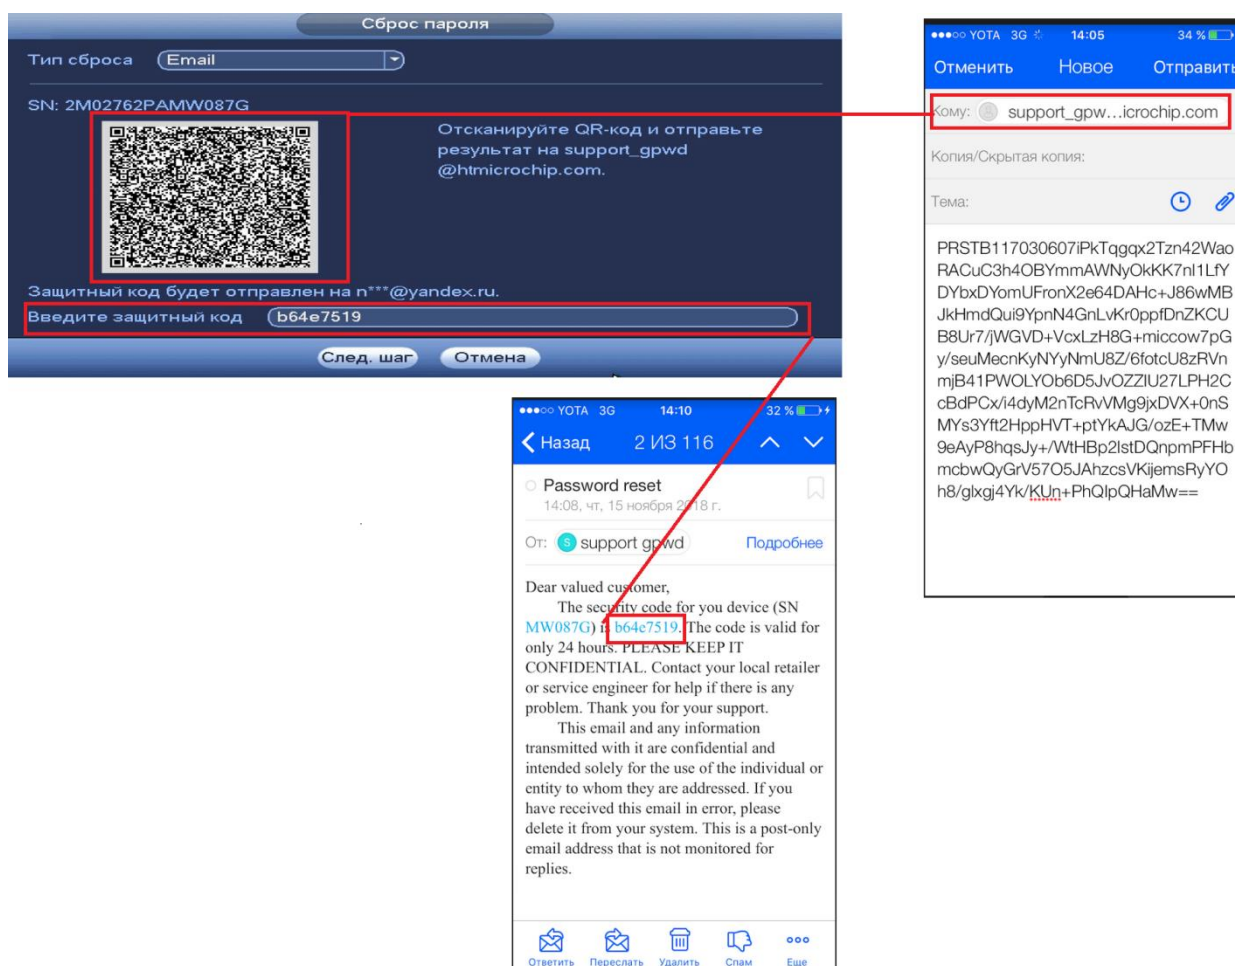 Сброс пароля
Тип сброса Email
SN: 2M02762PAMW087G
Отсканируйте QR-код и отправьте
результат на support_gpwd
@htmicrochip.com.
Защитный код будет отправлен на n***@yandex.ru.
Введите защитный код b64e7519
След. шаг Отмена
YOTA 3G 14:05 34 %
Отменить Новое Отправить
Кому: support_gpw...icrochip.com
Копия/Скрытая копия:
Тема:
PRSTB117030607iPkTqgqx2Tzn42Wao
RACuC3h4OBYmmAWNyOkKK7nI1LfY
DYbxDYomUFronX2e64DAHc+J86wMB
JkHmdQui9YpnN4GnLvKr0ppfDnZKCU
B8Ur7/jWGVD+VcxLzH8G+miccow7pG
y/seuMecnKyNYyNmU8Z/6fotcU8zRVn
mjB41PWOLYOb6D5JvOZZIU27LPH2C
cBdPCx/i4dyM2nTcRvVMg9jxDVX+0nS
MYs3Yft2HppHVT+ptYkAJG/ozE+TMw
9eAyP8hqsJy+/WtHBp2lstDQnpmPFHb
mcbwQyGrV57O5JAhzcsVKijemsRyYO
h8/glxgj4Yk/KUn+PhQIpQHaMw==
YOTA 3G 14:10 32 %
Назад 2 ИЗ 116
Password reset
14:08, чт, 15 ноября 2018 г.
От: S support gpwd Подробнее
Dear valued customer,
The security code for you device (SN
MW087G) is b64e7519. The code is valid for
only 24 hours. PLEASE KEEP IT
CONFIDENTIAL. Contact your local retailer
or service engineer for help if there is any
problem. Thank you for your support.
This email and any information
transmitted with it are confidential and
intended solely for the use of the individual or
entity to whom they are addressed. If you
have received this email in error, please
delete it from your system. This is a post-only
email address that is not monitored for
replies.
Ответить Переслать Удалить Спам Еще